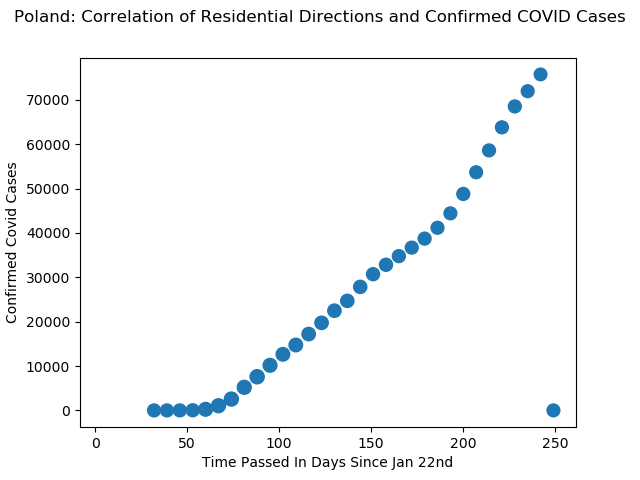 Poland: Correlation of Residential Directions and Confirmed COVID Cases
70000
60000
50000
40000
30000
20000
10000
0
Confirmed Covid Cases
0 50 100 150 200 250
Time Passed In Days Since Jan 22nd